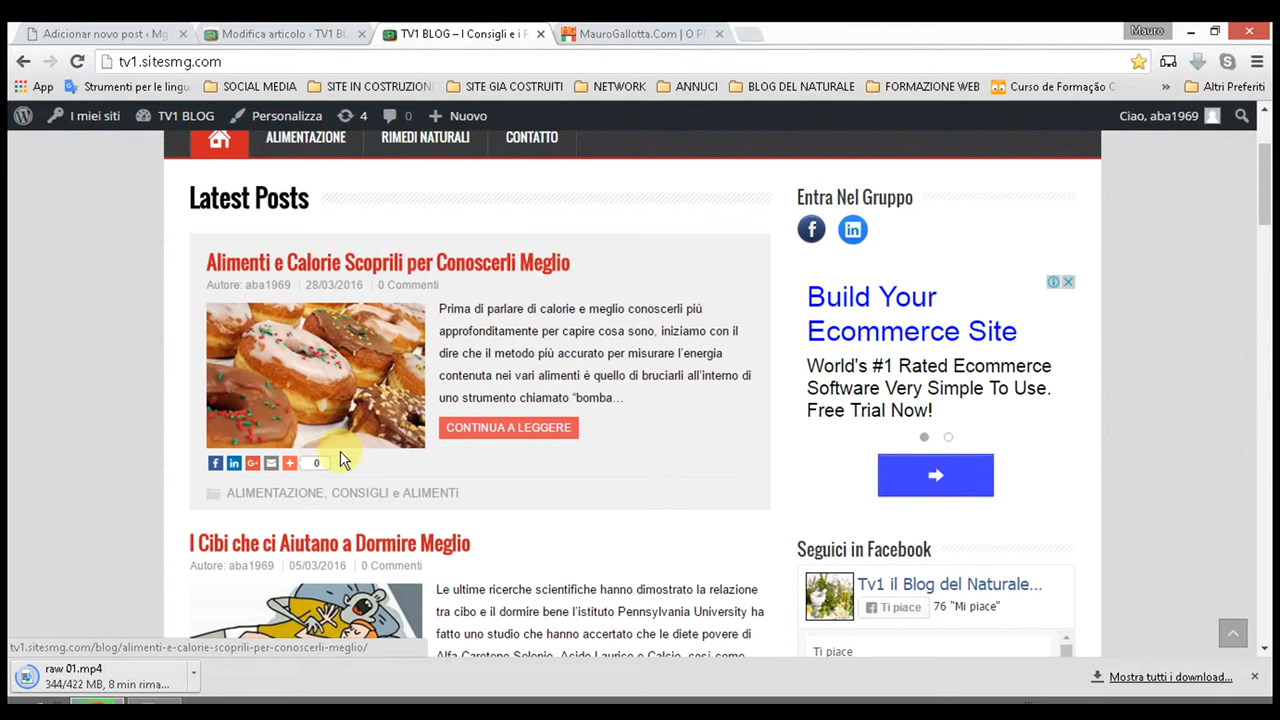 Adicionar novo post ‹ Mg
Modifica articolo ‹ TV1 BL
TV1 BLOG – I Consigli e i R
MauroGallotta.Com | O P
Mauro
tv1.sitesmg.com
App
Strumenti per le lingu
SOCIAL MEDIA
SITE IN COSTRUZION
SITE GIA COSTRUITI
NETWORK
ANNUCI
BLOG DEL NATURALE
FORMAZIONE WEB
Curso de Formação C
»
Altri Preferiti
I miei siti
TV1 BLOG
Personalizza
4
0
Nuovo
Ciao, aba1969
ALIMENTAZIONE
RIMEDI NATURALI
CONTATTO
Latest Posts
Alimenti e Calorie Scoprili per Conoscerli Meglio
Autore: aba1969 | 28/03/2016 | 0 Commenti
Prima di parlare di calorie e meglio conoscerli più
approfonditamente per capire cosa sono, iniziamo con il
dire che il metodo più accurato per misurare l'energia
contenuta nei vari alimenti è quello di bruciarli all'interno di
uno strumento chiamato "bomba...
CONTINUA A LEGGERE
0
ALIMENTAZIONE, CONSIGLI e ALIMENTi
I Cibi che ci Aiutano a Dormire Meglio
Autore: aba1969 | 05/03/2016 | 0 Commenti
Le ultime ricerche scientifiche hanno dimostrato la relazione
tra cibo e il dormire bene l'istituto Pennsylvania University ha
fatto uno studio che hanno accertato che le diete povere di
Alfa Carotene Selenio, Acido Laurico e Calcio, così come
Entra Nel Gruppo
Build Your
Ecommerce Site
World's #1 Rated Ecommerce
Software Very Simple To Use.
Free Trial Now!
Seguici in Facebook
Tv1 il Blog del Naturale...
Ti piace
76 "Mi piace"
Ti piace
tv1.sitesmg.com/blog/alimenti-e-calorie-scoprili-per-conoscerli-meglio/
raw 01.mp4
344/422 MB, 8 min rima...
Mostra tutti i download...